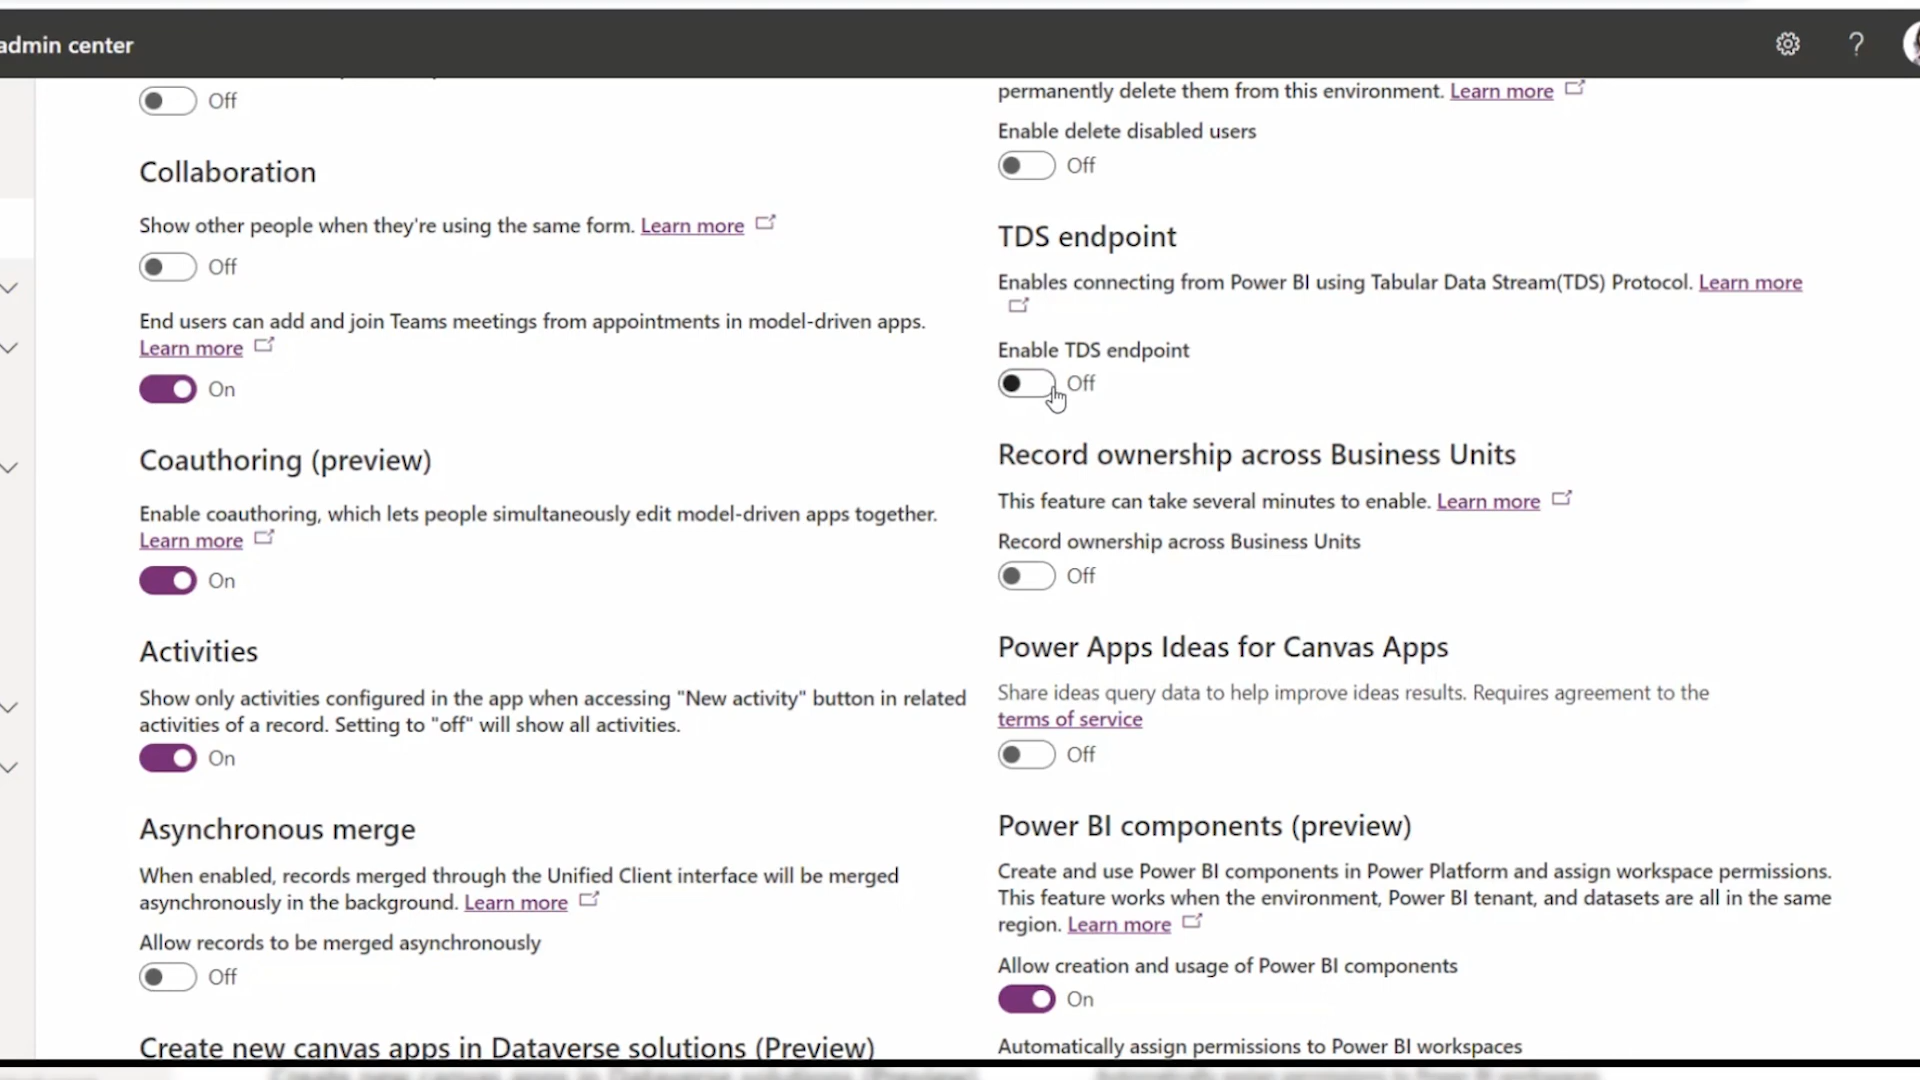 admin center
Off
Collaboration
Show other people when they're using the same form. Learn more
Off
End users can add and join Teams meetings from appointments in model-driven apps.
Learn more
On
Coauthoring (preview)
Enable coauthoring, which lets people simultaneously edit model-driven apps together.
Learn more
On
Activities
Show only activities configured in the app when accessing "New activity" button in related
activities of a record. Setting to "off" will show all activities.
On
Asynchronous merge
When enabled, records merged through the Unified Client interface will be merged
asynchronously in the background. Learn more
Allow records to be merged asynchronously
Off
Create new canvas apps in Dataverse solutions (Preview)
permanently delete them from this environment. Learn more
Enable delete disabled users
Off
TDS endpoint
Enables connecting from Power BI using Tabular Data Stream(TDS) Protocol. Learn more
Enable TDS endpoint
Off
Record ownership across Business Units
This feature can take several minutes to enable. Learn more
Record ownership across Business Units
Off
Power Apps Ideas for Canvas Apps
Share ideas query data to help improve ideas results. Requires agreement to the
terms of service
Off
Power BI components (preview)
Create and use Power BI components in Power Platform and assign workspace permissions.
This feature works when the environment, Power BI tenant, and datasets are all in the same
region. Learn more
Allow creation and usage of Power BI components
On
Automatically assign permissions to Power BI workspaces